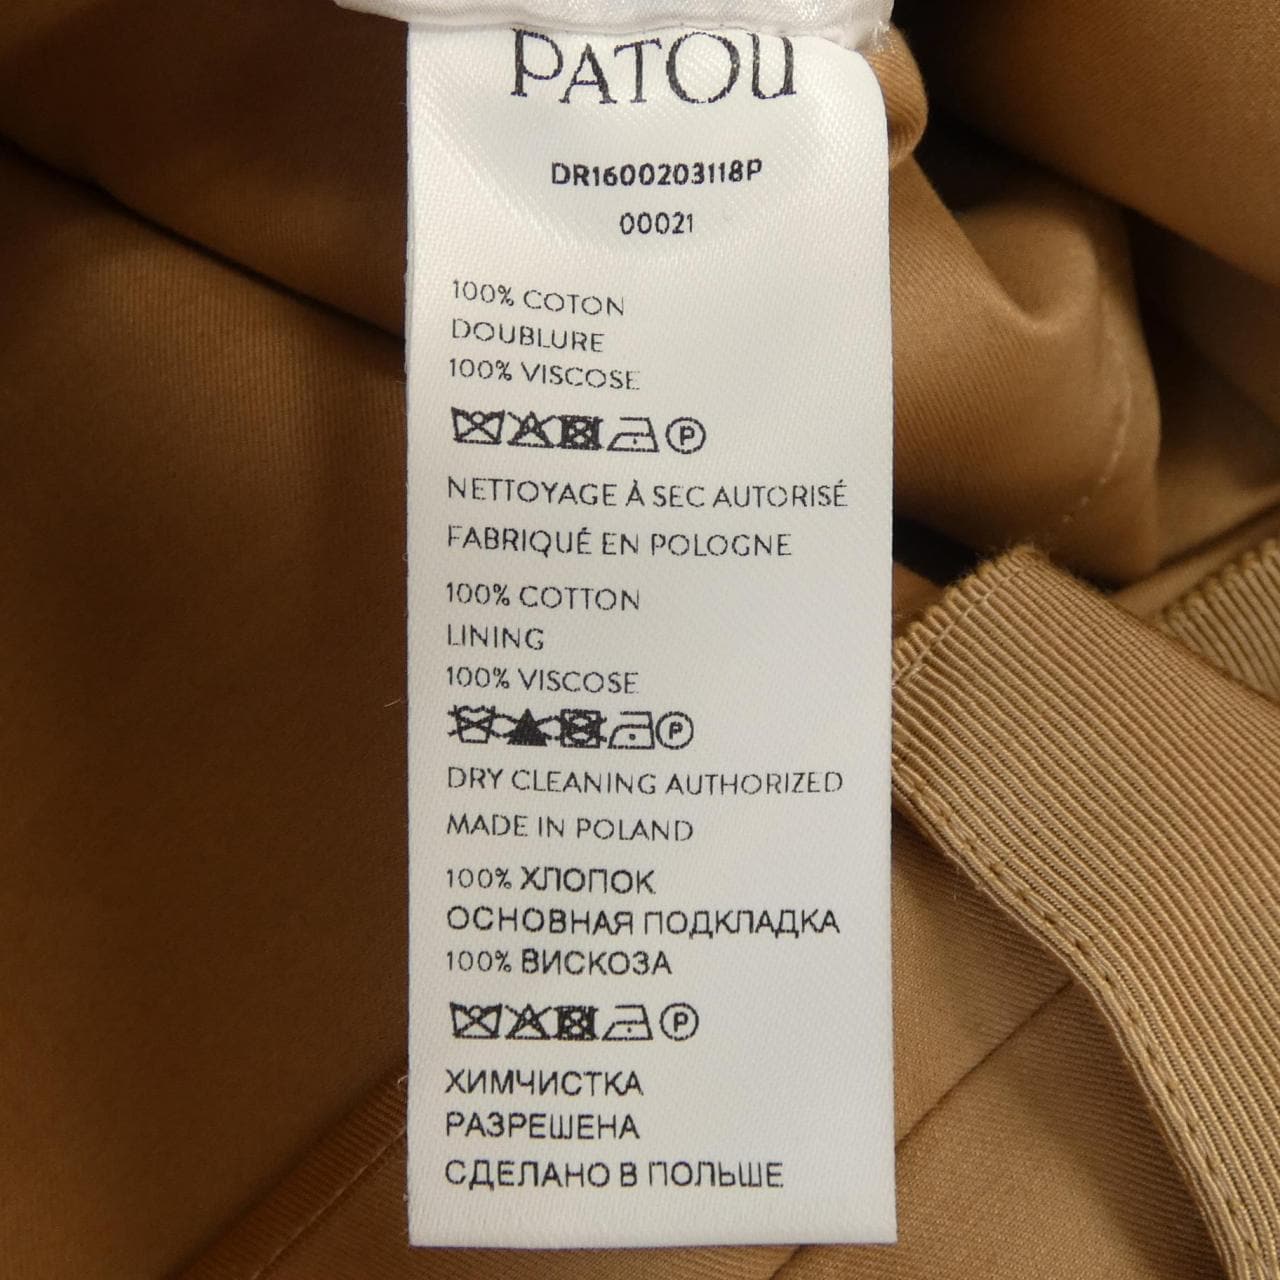 PATOU
DR1600203118P
00021
100% COTON
DOUBLURE
100% VISCOSE
P
NETTOYAGE À SEC AUTORISÉ
FABRIQUÉ EN POLOGNE
100% COTTON
LINING
100% VISCOSE
P
DRY CLEANING AUTHORIZED
MADE IN POLAND
100% ХЛОПОК
ОСНОВНАЯ ПОДКЛАДКА
100% ВИСКОЗА
P
ХИМЧИСТКА
РАЗРЕШЕНА
СДЕЛАНО В ПОЛЬШЕ